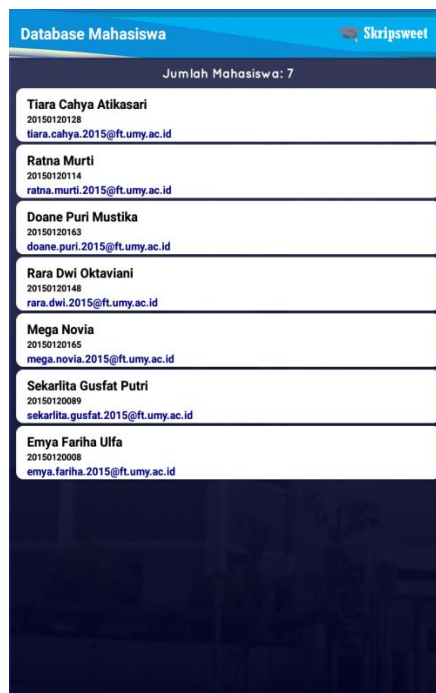 Database Mahasiswa
Skripsweet
Jumlah Mahasiswa: 7
Tiara Cahya Atikasari
20150120128
tiara.cahya.2015@ft.umy.ac.id
Ratna Murti
20150120114
ratna.murti.2015@ft.umy.ac.id
Doane Puri Mustika
20150120163
doane.puri.2015@ft.umy.ac.id
Rara Dwi Oktaviani
20150120148
rara.dwi.2015@ft.umy.ac.id
Mega Novia
20150120165
mega.novia.2015@ft.umy.ac.id
Sekarlita Gusfat Putri
20150120089
sekarlita.gusfat.2015@ft.umy.ac.id
Emya Fariha Ulfa
20150120008
emya.fariha.2015@ft.umy.ac.id